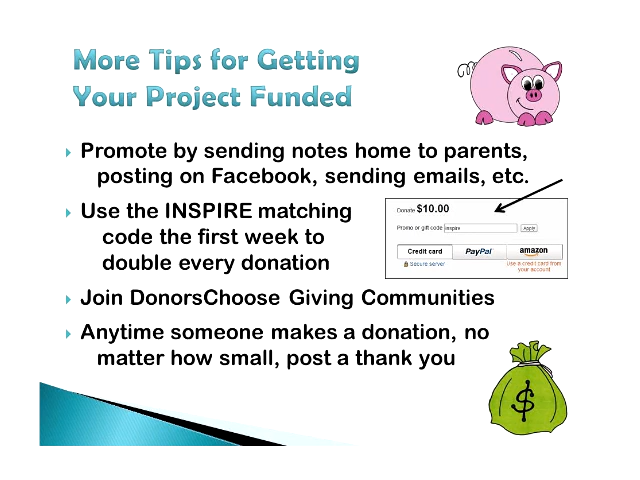 More Tips for Getting
Your Project Funded
Promote by sending notes home to parents,
posting on Facebook, sending emails, etc.
Use the INSPIRE matching
code the first week to
double every donation
Donate $10.00
Promo or gift code inspire Apply
Credit card PayPal amazon
Secure server Use a credit card from
your account
Join DonorsChoose Giving Communities
Anytime someone makes a donation, no
matter how small, post a thank you
$